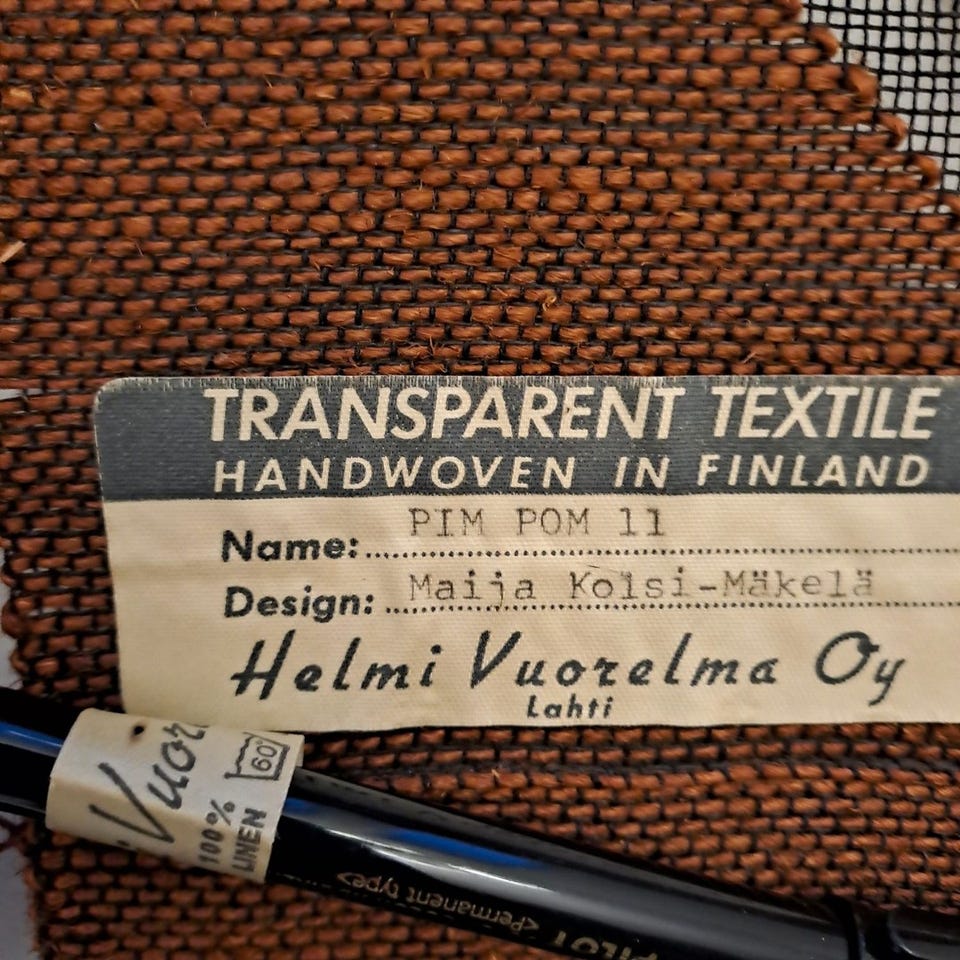 TRANSPARENT TEXTILE
HANDWOVEN IN FINLAND
Name: PIM POM 11
Design: Maija Kolsi-Mäkelä
Helmi Vuorelma Oy
Lahti
Vuor
60°
100%
LINEN
PILOT
<Permanent type>